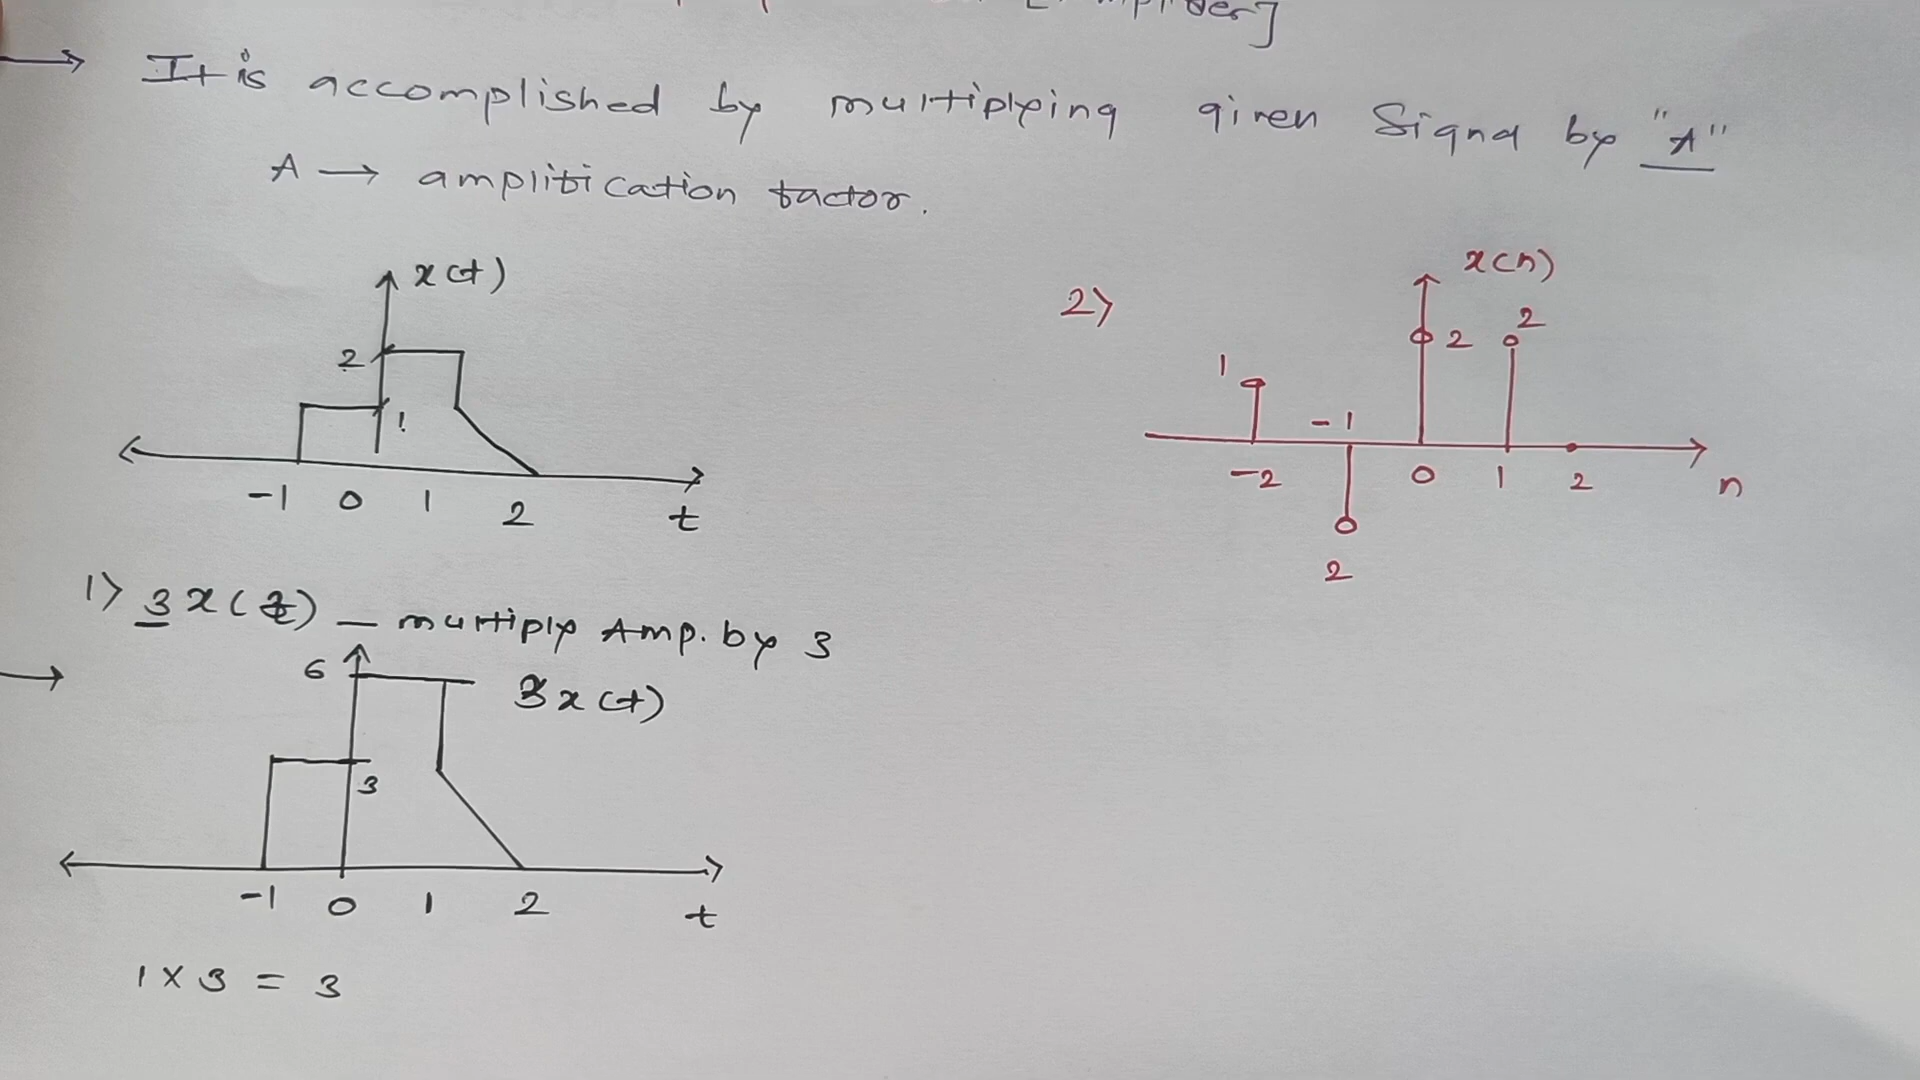 → It is accomplished by multiplying given Signal by "A"
A → amplification factor.
x(t)
2
1
-1 0 1 2 t
2) x(n)
1 -1 2 2
-2 0 1 2 n
2
1) 3x(t) – multiply Amp. by 3
→ 6 3x(t)
3
-1 0 1 2 t
1 x 3 = 3